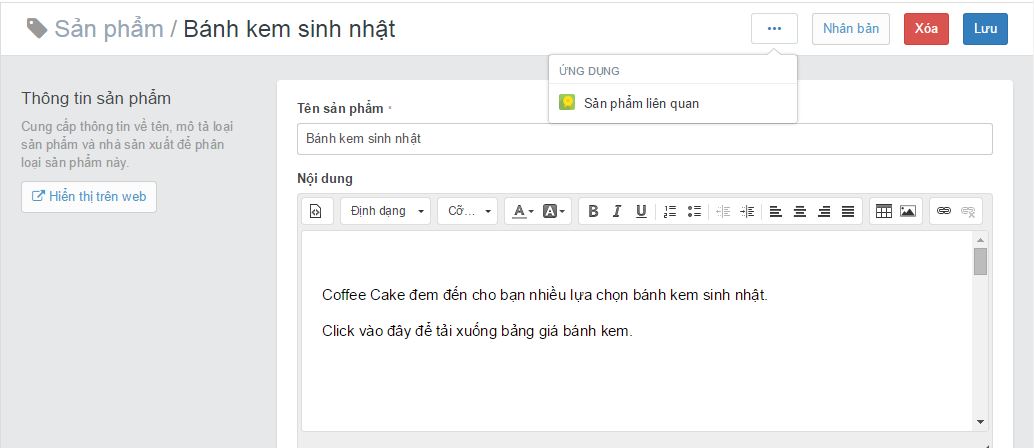 Sản phẩm / Bánh kem sinh nhật
•••
Nhân bản
Xóa
Lưu
ỨNG DỤNG
Sản phẩm liên quan
Thông tin sản phẩm
Cung cấp thông tin về tên, mô tả loại
sản phẩm và nhà sản xuất để phân
loại sản phẩm này.
Hiển thị trên web
Tên sản phẩm *
Bánh kem sinh nhật
Nội dung
Định dạng
Cỡ...
A
A
B I U
Coffee Cake đem đến cho bạn nhiều lựa chọn bánh kem sinh nhật.
Click vào đây để tải xuống bảng giá bánh kem.